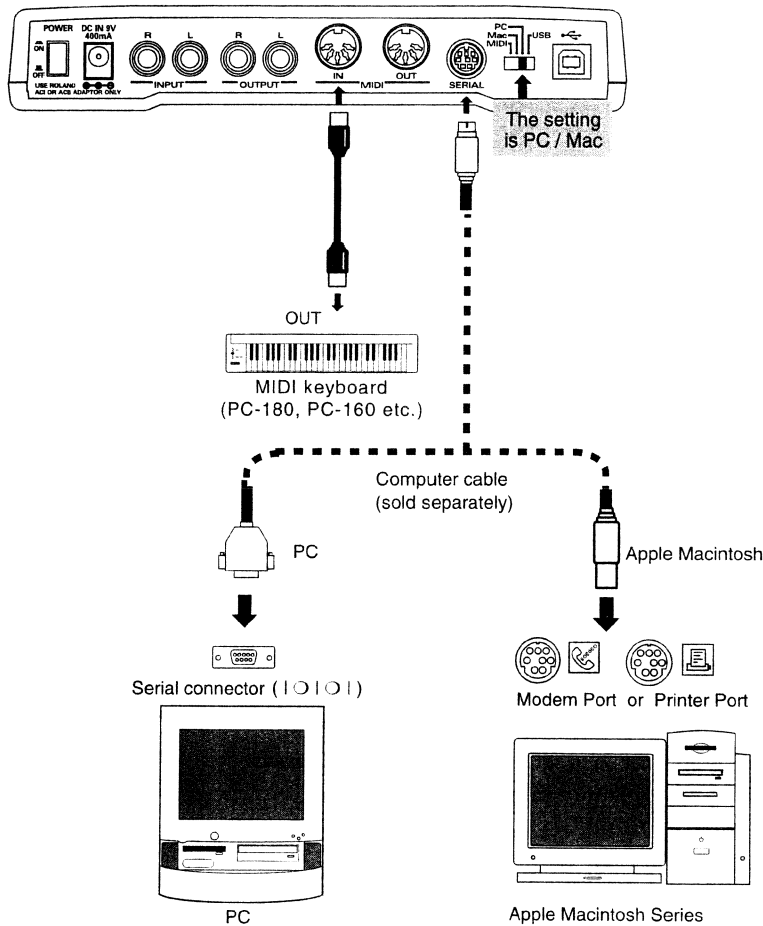 POWER DC IN 9V
400mA
ON
OFF
USE ROLAND
ACI OR ACB ADAPTOR ONLY
R L
INPUT
R L
OUTPUT
IN MIDI OUT
SERIAL
PC
Mac
MIDI
USB
The setting
is PC / Mac
OUT
MIDI keyboard
(PC-180, PC-160 etc.)
Computer cable
(sold separately)
PC
Apple Macintosh
Serial connector ( I O I O I )
Modem Port or Printer Port
PC
Apple Macintosh Series